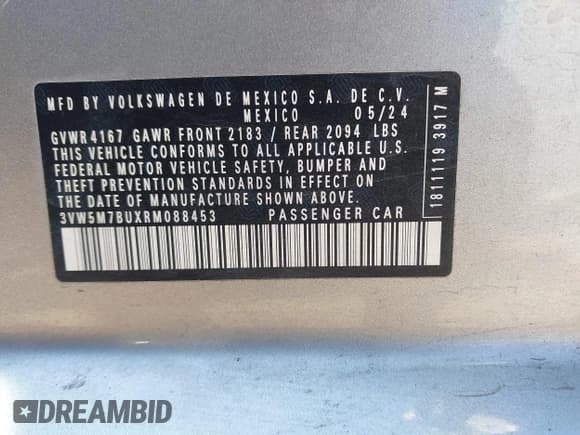 MFD BY VOLKSWAGEN DE MEXICO S.A. DE C.V.
MEXICO 05/24
GVWR 4167 GAWR FRONT 2183 / REAR 2094 LBS
THIS VEHICLE CONFORMS TO ALL APPLICABLE U.S.
FEDERAL MOTOR VEHICLE SAFETY, BUMPER AND
THEFT PREVENTION STANDARDS IN EFFECT ON
THE DATE OF MANUFACTURE SHOWN ABOVE.
3VW5M7BUXRM088453 PASSENGER CAR
1811119 3917 M
DREAMBID